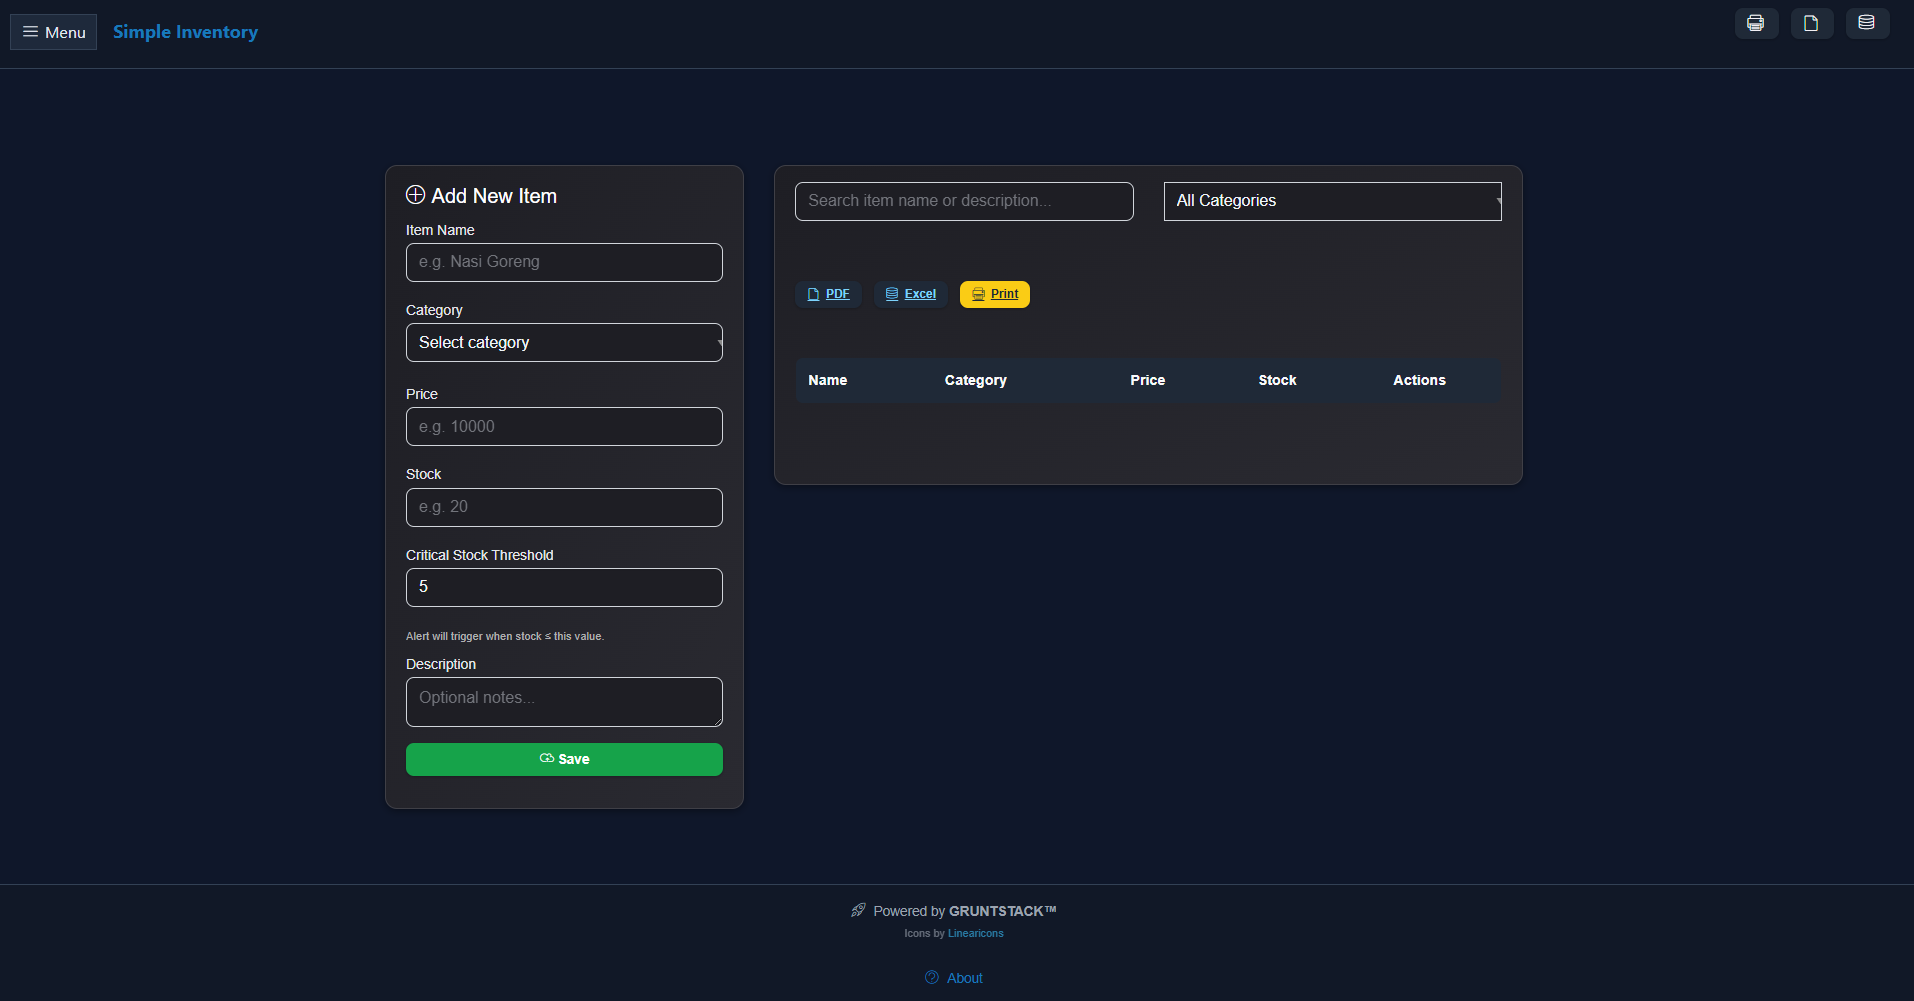 Menu
Simple Inventory
Add New Item
Item Name
e.g. Nasi Goreng
Category
Select category
Price
e.g. 10000
Stock
e.g. 20
Critical Stock Threshold
5
Alert will trigger when stock ≤ this value.
Description
Optional notes...
Save
Search item name or description...
All Categories
PDF
Excel
Print
Name Category Price Stock Actions
Powered by GRUNTSTACK™
Icons by Linearicons
About